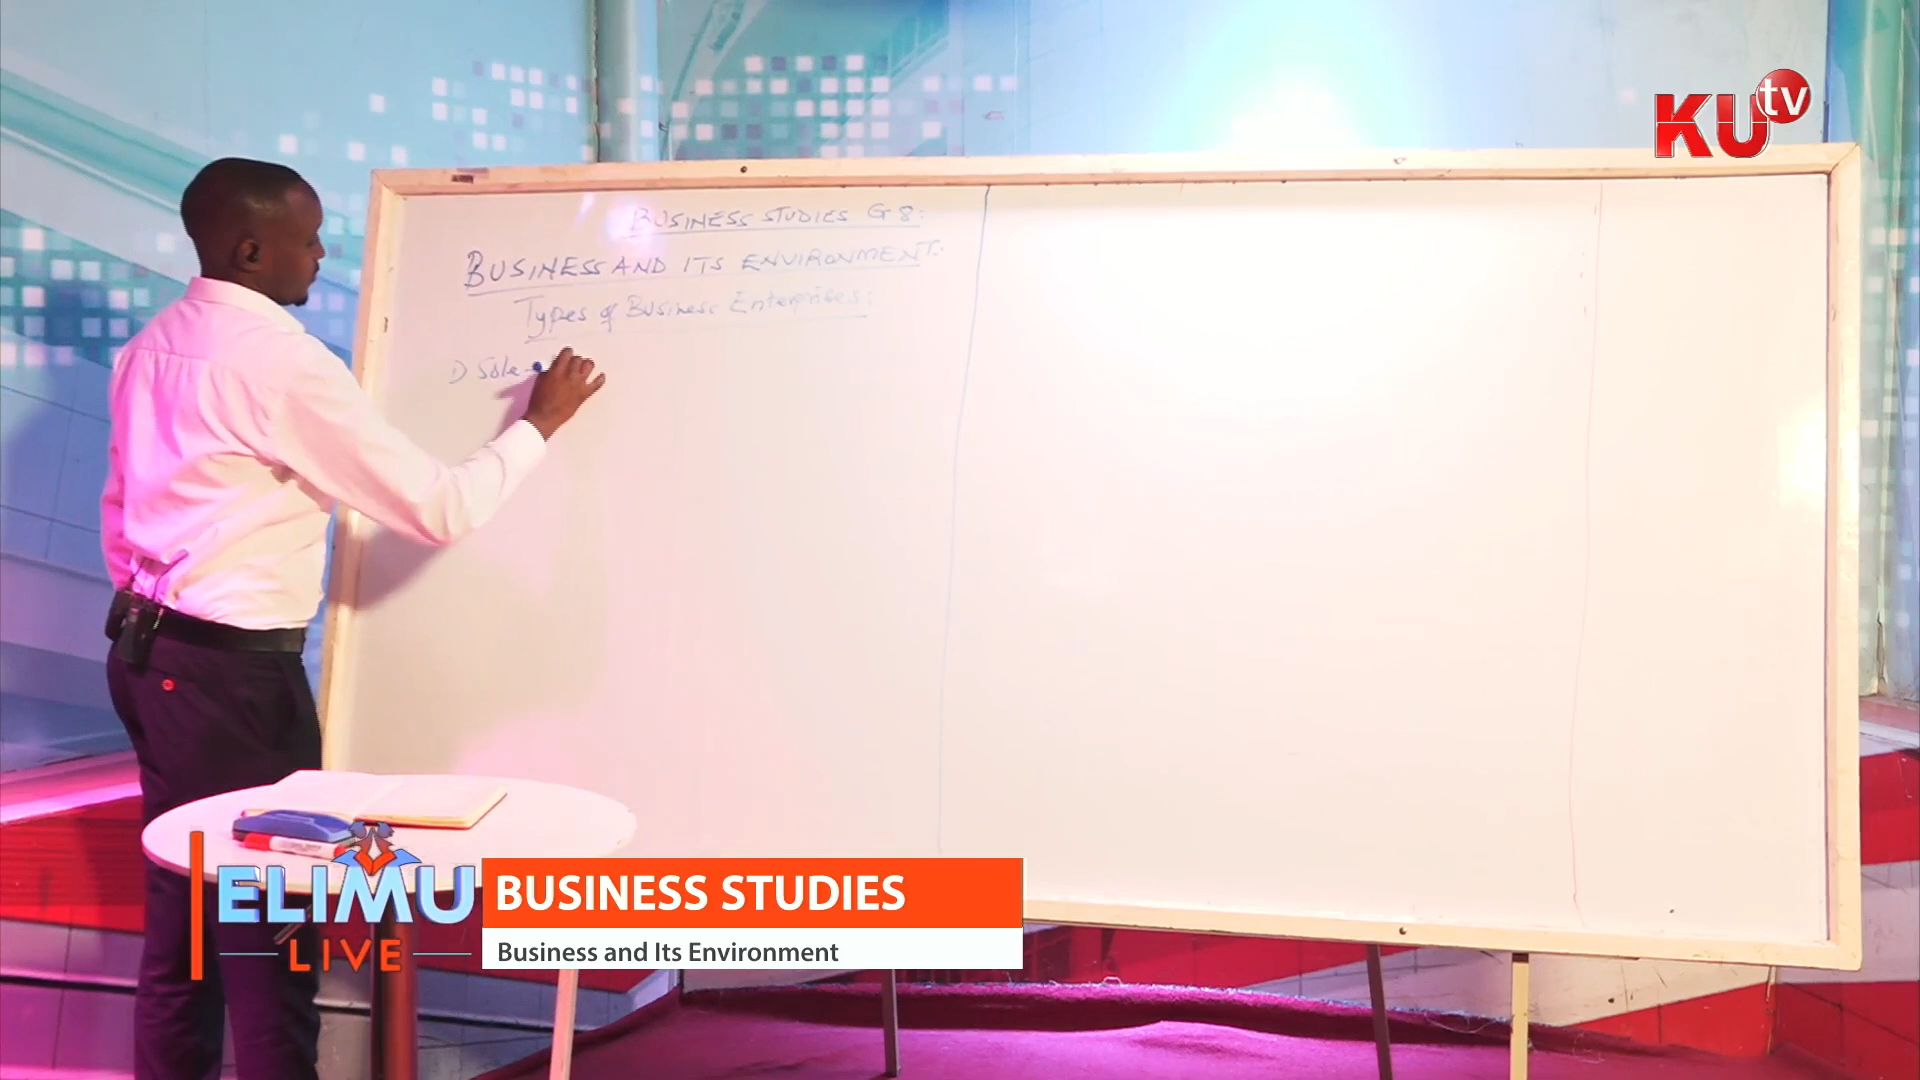 KU tv
BUSINESS STUDIES G8:
BUSINESS AND ITS ENVIRONMENT:
Types of Business Enterprises:
1) Sole -
ELIMU
LIVE
BUSINESS STUDIES
Business and Its Environment